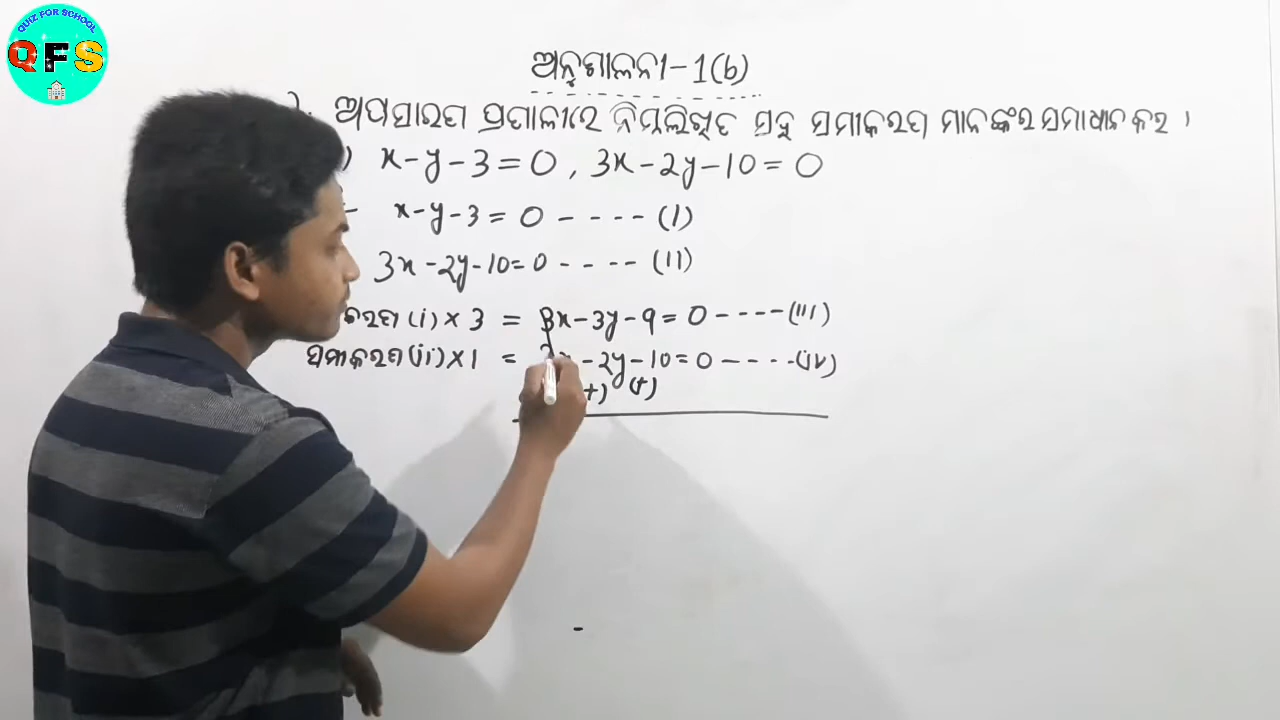 QUIZ FOR SCHOOL
QFS
ଅନୁଶୀଳନୀ-1(b)
ଅପସାରଣ ପ୍ରଣାଳୀରେ ନିମ୍ନଲିଖିତ ସହ ସମୀକରଣ ମାନଙ୍କର ସମାଧାନ କର ।
) x-y-3=0, 3x-2y-10=0
x-y-3=0 ---- (I)
3x-2y-10=0 ---- (II)
କରଣ (i) × 3 = 3x-3y-9=0 ---- (III)
ସମୀକରଣ (ii) × 1 = 3x-2y-10=0 ---- (IV)
+) (+)